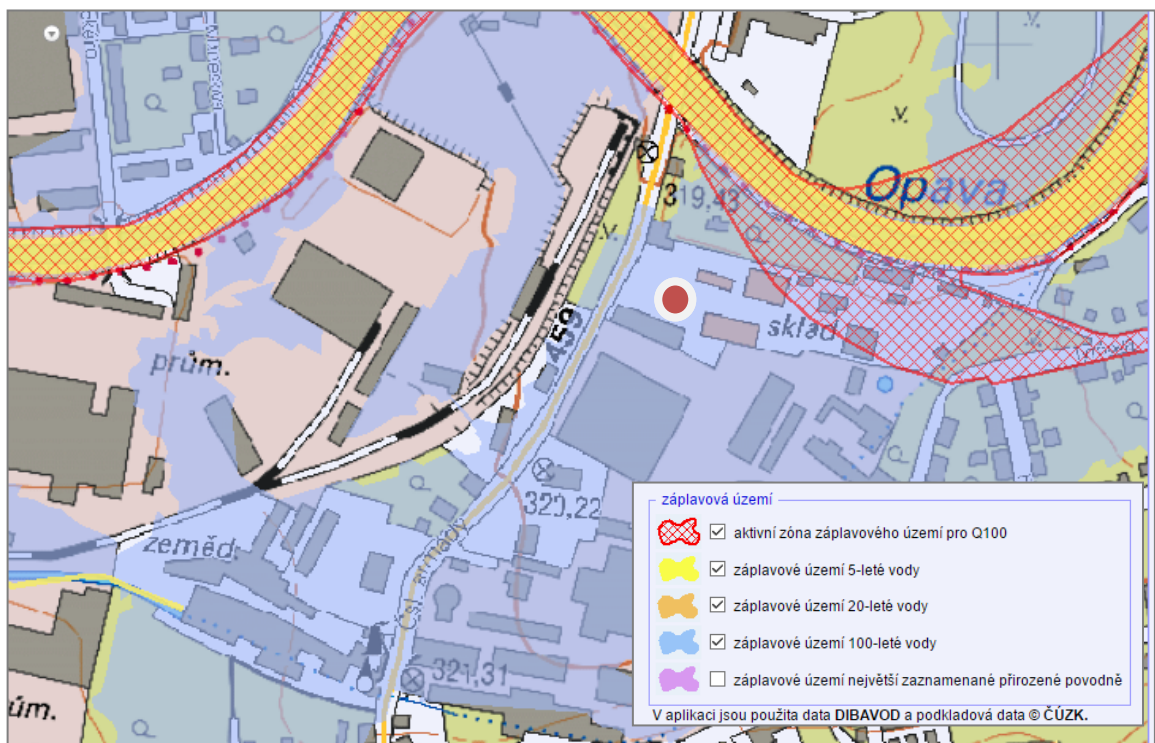 319,43
Opava
.v.
.v.
459
sklad
prům.
320,22
zeměd.
Čsl. armády
321,31
prům.
záplavová území
aktivní zóna záplavového území pro Q100
záplavové území 5-leté vody
záplavové území 20-leté vody
záplavové území 100-leté vody
záplavové území největší zaznamenané přirozené povodně
V aplikaci jsou použita data DIBAVOD a podkladová data © ČÚZK.